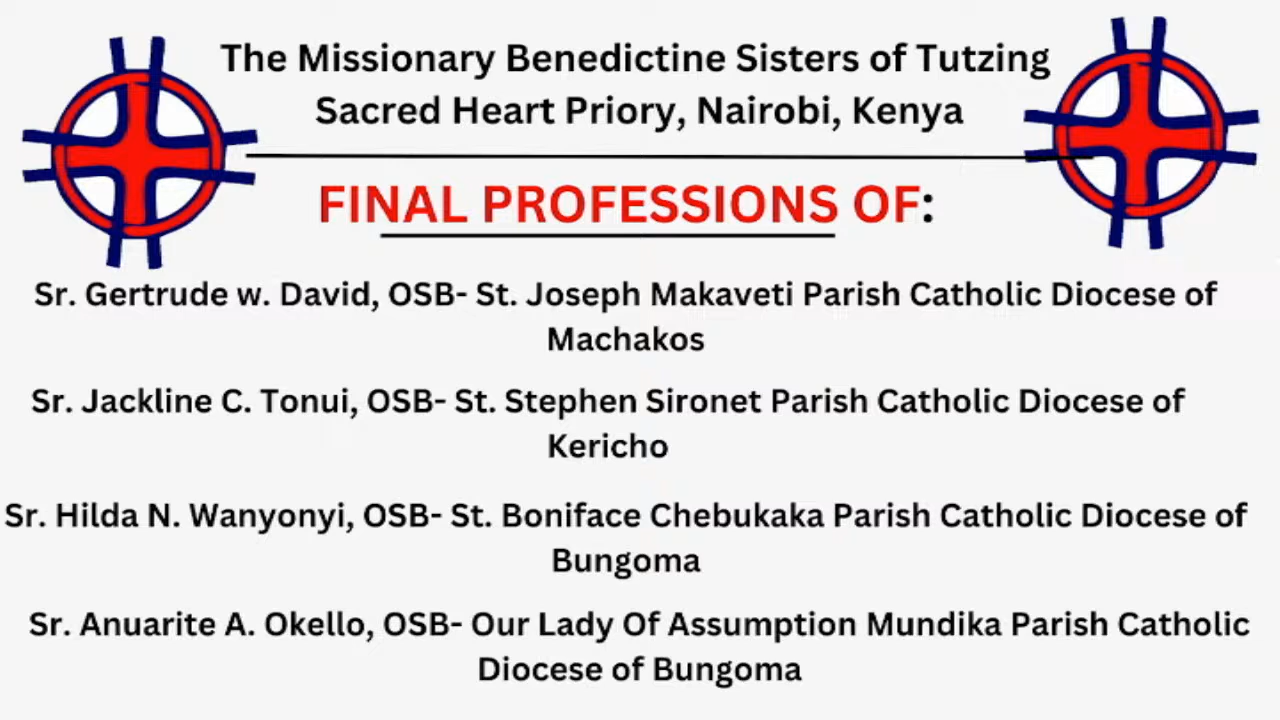 The Missionary Benedictine Sisters of Tutzing
Sacred Heart Priory, Nairobi, Kenya
FINAL PROFESSIONS OF:
Sr. Gertrude w. David, OSB- St. Joseph Makaveti Parish Catholic Diocese of
Machakos
Sr. Jackline C. Tonui, OSB- St. Stephen Sironet Parish Catholic Diocese of
Kericho
Sr. Hilda N. Wanyonyi, OSB- St. Boniface Chebukaka Parish Catholic Diocese of
Bungoma
Sr. Anuarite A. Okello, OSB- Our Lady Of Assumption Mundika Parish Catholic
Diocese of Bungoma